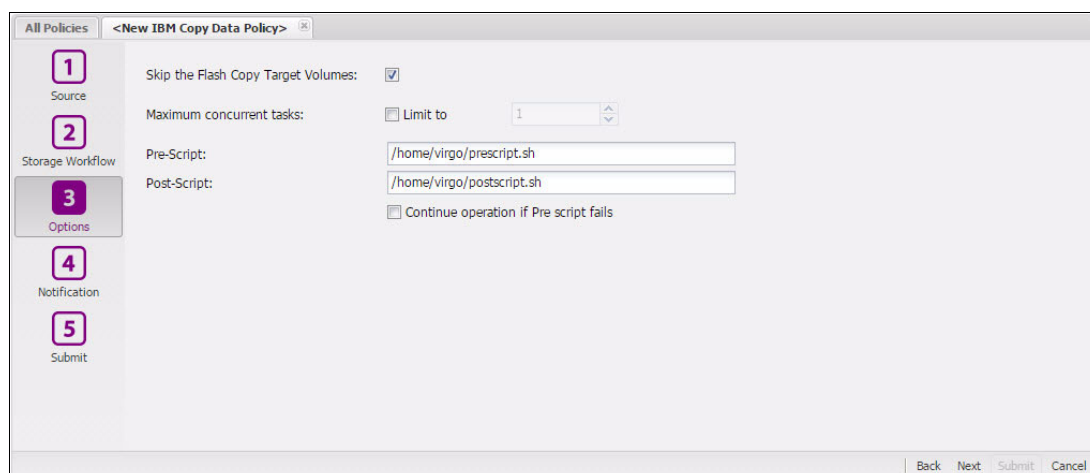 All Policies <New IBM Copy Data Policy>
1
Source
2
Storage Workflow
3
Options
4
Notification
5
Submit
Skip the Flash Copy Target Volumes:
Maximum concurrent tasks: Limit to 1
Pre-Script: /home/virgo/prescript.sh
Post-Script: /home/virgo/postscript.sh
Continue operation if Pre script fails
Back Next Submit Cancel